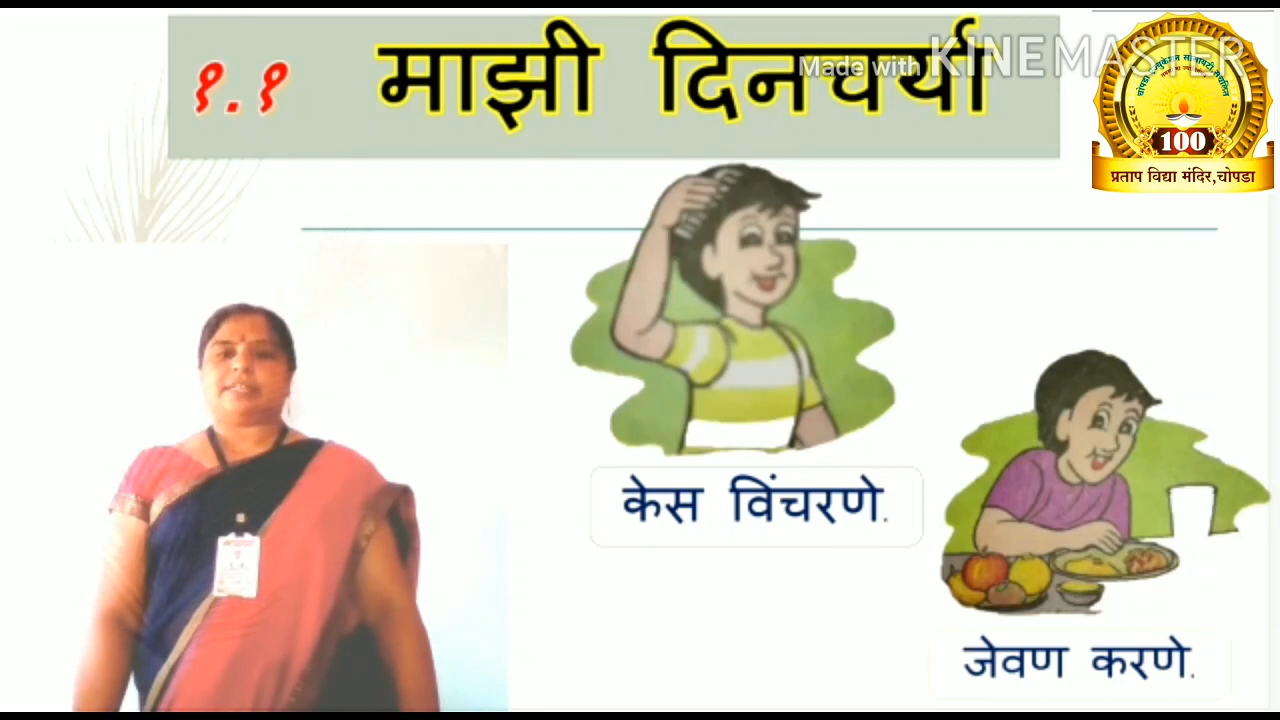 १.१ माझी दिनचर्या
Made with KINEMASTER
100
प्रताप विद्या मंदिर,चोपडा
केस विंचरणे.
जेवण करणे.